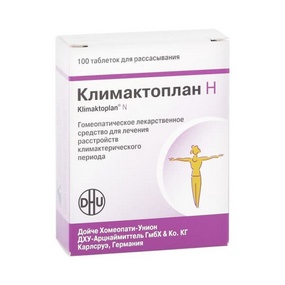 100 таблеток для рассасывания
Климактоплан Н
Klimaktoplan® N
Гомеопатическое лекарственное
средство для лечения
расстройств
климактерического
периода
DHU
Дойче Хомеопати-Унион
ДХУ-Арцнаймиттель ГмбХ & Ко. КГ
Карлсруэ, Германия